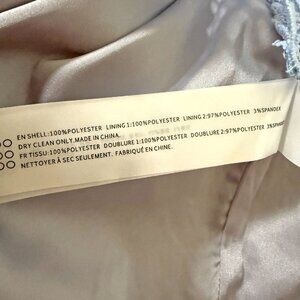 EN SHELL:100%POLYESTER LINING 1:100%POLYESTER LINING 2:97%POLYESTER 3%SPANDEX
DRY CLEAN ONLY.MADE IN CHINA.
FR TISSU:100%POLYESTER DOUBLURE 1:100%POLYESTER DOUBLURE 2:97%POLYESTER 3%SPANDEX
NETTOYER À SEC SEULEMENT. FABRIQUÉ EN CHINE.